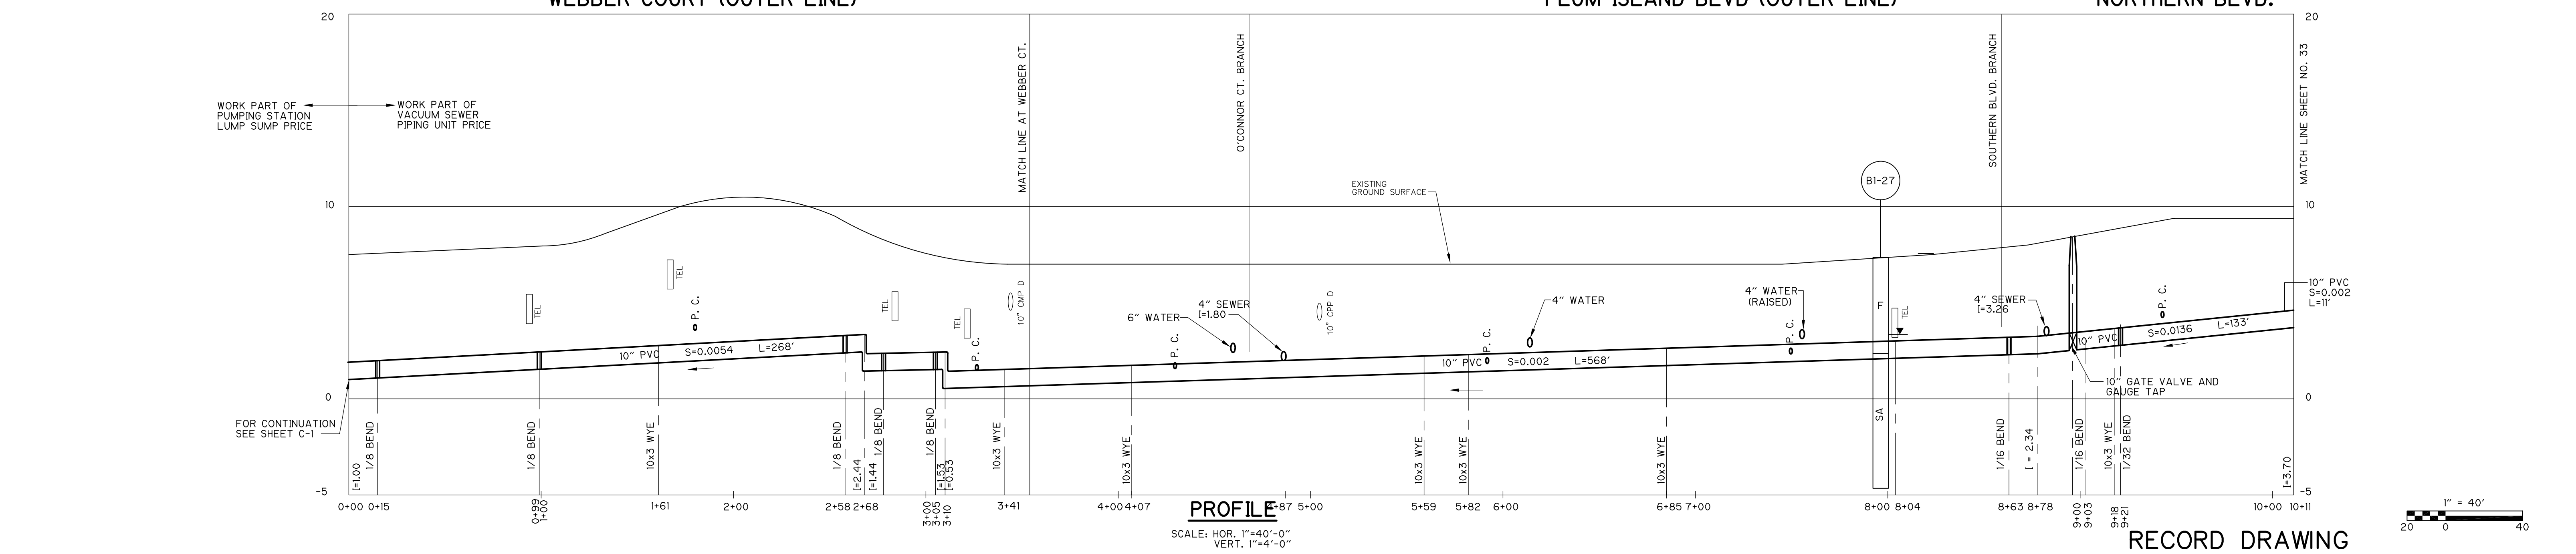 WEBBER COURT (OUTER LINE)
PLUM ISLAND BLVD (OUTER LINE)
NORTHERN BLVD.
20
20
10
10
0
0
-5
-5
WORK PART OF
PUMPING STATION
LUMP SUMP PRICE
WORK PART OF
VACUUM SEWER
PIPING UNIT PRICE
MATCH LINE AT WEBBER CT.
O'CONNOR CT. BRANCH
SOUTHERN BLVD. BRANCH
MATCH LINE SHEET NO. 33
EXISTING
GROUND SURFACE
B1-27
F
SA
TEL
TEL
TEL
TEL
TEL
P. C.
P. C.
P. C.
P. C.
P. C.
P. C.
10" CMP D
10" CPP D
6" WATER
4" SEWER
I=1.80
4" WATER
4" WATER
(RAISED)
4" SEWER
I=3.26
10" PVC
S=0.002
L=11'
10" PVC S=0.0054 L=268'
10" PVC S=0.002 L=568'
10" PVC S=0.0136 L=133'
10" GATE VALVE AND
GAUGE TAP
FOR CONTINUATION
SEE SHEET C-1
I=1.00
1/8 BEND
1/8 BEND
10x3 WYE
1/8 BEND
I=2.44
I=1.44
1/8 BEND
1/8 BEND
I=1.53
I=0.53
10x3 WYE
10x3 WYE
10x3 WYE
10x3 WYE
10x3 WYE
1/16 BEND
I = 2.34
1/16 BEND
10x3 WYE
1/32 BEND
I=3.70
0+00 0+15 0+99 1+00 1+61 2+00 2+58 2+68 3+00 3+05 3+10 3+41 4+00 4+07 4+87 5+00 5+59 5+82 6+00 6+85 7+00 8+00 8+04 8+63 8+78 9+00 9+03 9+18 9+21 10+00 10+11
PROFILE
SCALE: HOR. 1"=40'-0"
VERT. 1"=4'-0"
1" = 40'
20 0 40
RECORD DRAWING